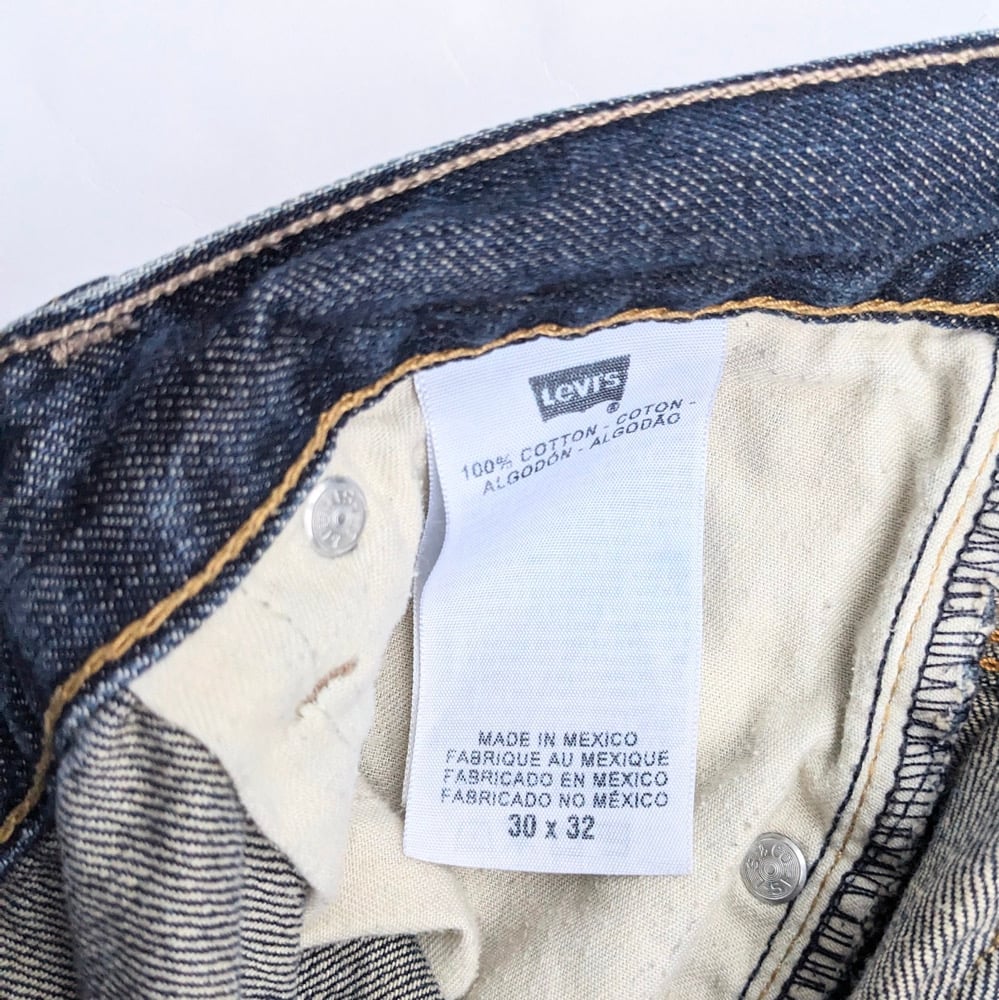 Levi's
®
100% COTTON - COTON -
ALGODÓN - ALGODÃO
MADE IN MEXICO
FABRIQUE AU MEXIQUE
FABRICADO EN MEXICO
FABRICADO NO MÉXICO
30 x 32